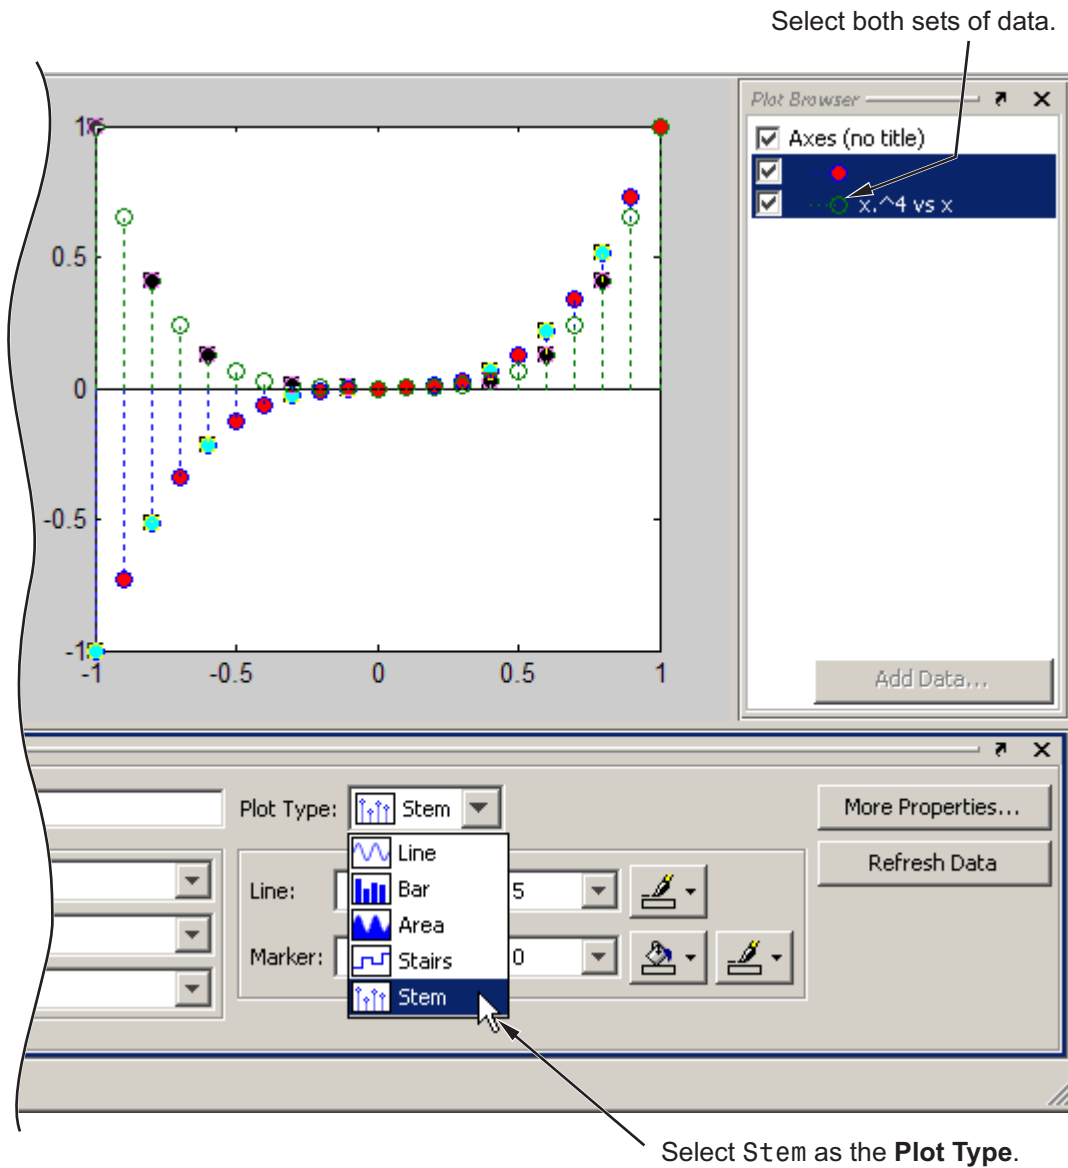 Select both sets of data.
Plot Browser
Axes (no title)
x.^4 vs x
1
0.5
0
-0.5
-1
-1
-0.5
0
0.5
1
Add Data...
Plot Type:
Stem
More Properties...
Line
Refresh Data
Bar
Line:
5
Area
Marker:
Stairs
0
Stem
Select Stem as the Plot Type.